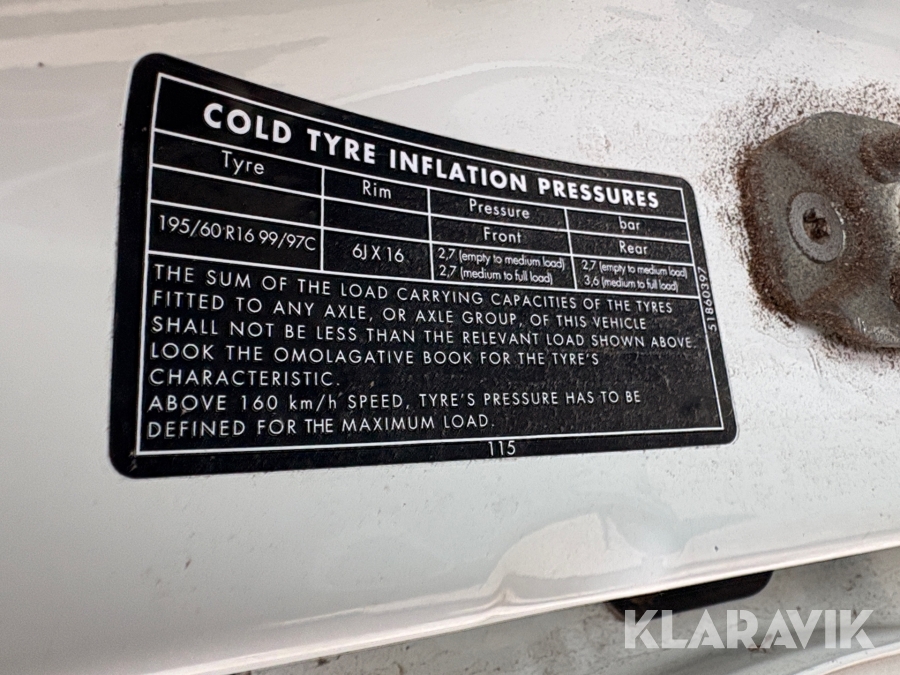 COLD TYRE INFLATION PRESSURES
Tyre Rim Pressure bar
Front Rear
195/60 R16 99/97C 6J X 16 2,7 (empty to medium load) 2,7 (empty to medium load)
2,7 (medium to full load) 3,6 (medium to full load)
THE SUM OF THE LOAD CARRYING CAPACITIES OF THE TYRES
FITTED TO ANY AXLE, OR AXLE GROUP, OF THIS VEHICLE
SHALL NOT BE LESS THAN THE RELEVANT LOAD SHOWN ABOVE.
LOOK THE OMOLAGATIVE BOOK FOR THE TYRE'S
CHARACTERISTIC.
ABOVE 160 km/h SPEED, TYRE'S PRESSURE HAS TO BE
DEFINED FOR THE MAXIMUM LOAD.
115
51860397
KLARAVIK